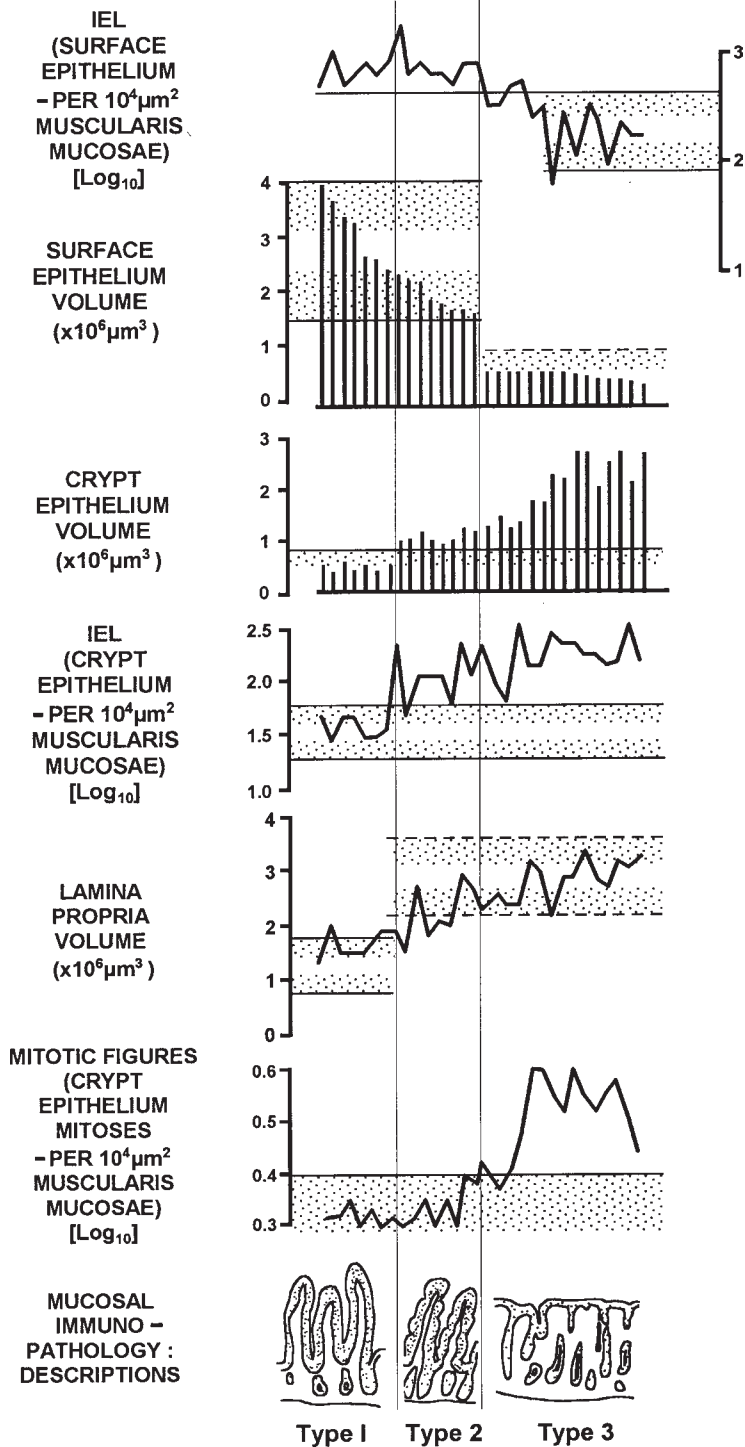 IEL
(SURFACE
EPITHELIUM
– PER 10⁴µm²
MUSCULARIS
MUCOSAE)
[Log₁₀]
3
2
1
SURFACE
EPITHELIUM
VOLUME
(x10⁶µm³ )
4
3
2
1
0
CRYPT
EPITHELIUM
VOLUME
(x10⁶µm³ )
3
2
1
0
IEL
(CRYPT
EPITHELIUM
– PER 10⁴µm²
MUSCULARIS
MUCOSAE)
[Log₁₀]
2.5
2.0
1.5
1.0
LAMINA
PROPRIA
VOLUME
(x10⁶µm³ )
4
3
2
1
0
MITOTIC FIGURES
(CRYPT
EPITHELIUM
MITOSES
– PER 10⁴µm²
MUSCULARIS
MUCOSAE)
[Log₁₀]
0.6
0.5
0.4
0.3
MUCOSAL
IMMUNO –
PATHOLOGY :
DESCRIPTIONS
Type I Type 2 Type 3